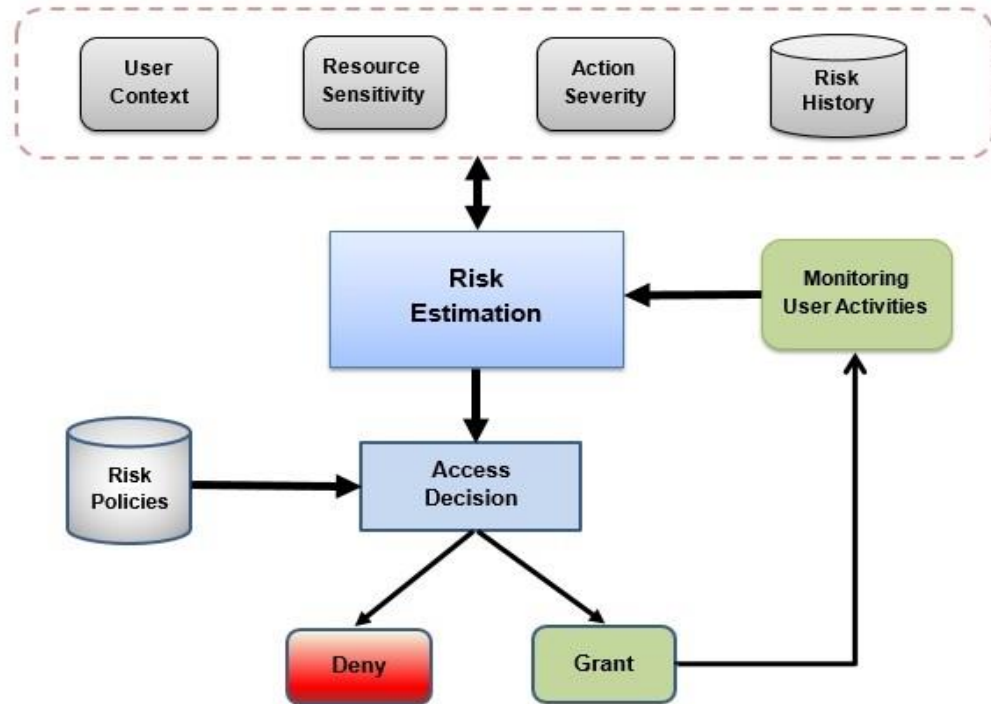 User
Context
Resource
Sensitivity
Action
Severity
Risk
History
Risk
Estimation
Monitoring
User Activities
Risk
Policies
Access
Decision
Deny
Grant